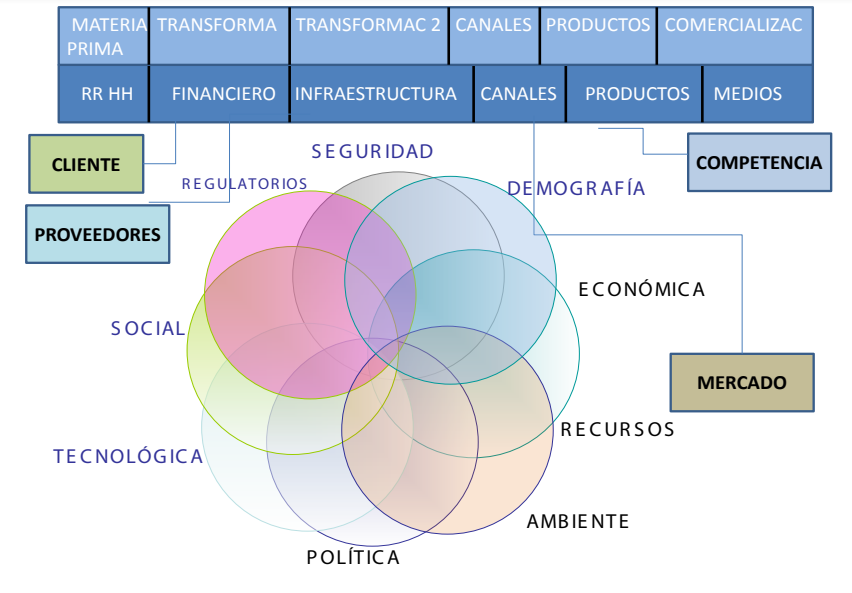 MATERIA PRIMA
TRANSFORMA
TRANSFORMAC 2
CANALES
PRODUCTOS
COMERCIALIZAC
RR HH
FINANCIERO
INFRAESTRUCTURA
CANALES
PRODUCTOS
MEDIOS
CLIENTE
SEGURIDAD
COMPETENCIA
REGULATORIOS
DEMOGRAFÍA
PROVEEDORES
ECONÓMICA
SOCIAL
MERCADO
RECURSOS
TECNOLÓGICA
AMBIENTE
POLÍTICA